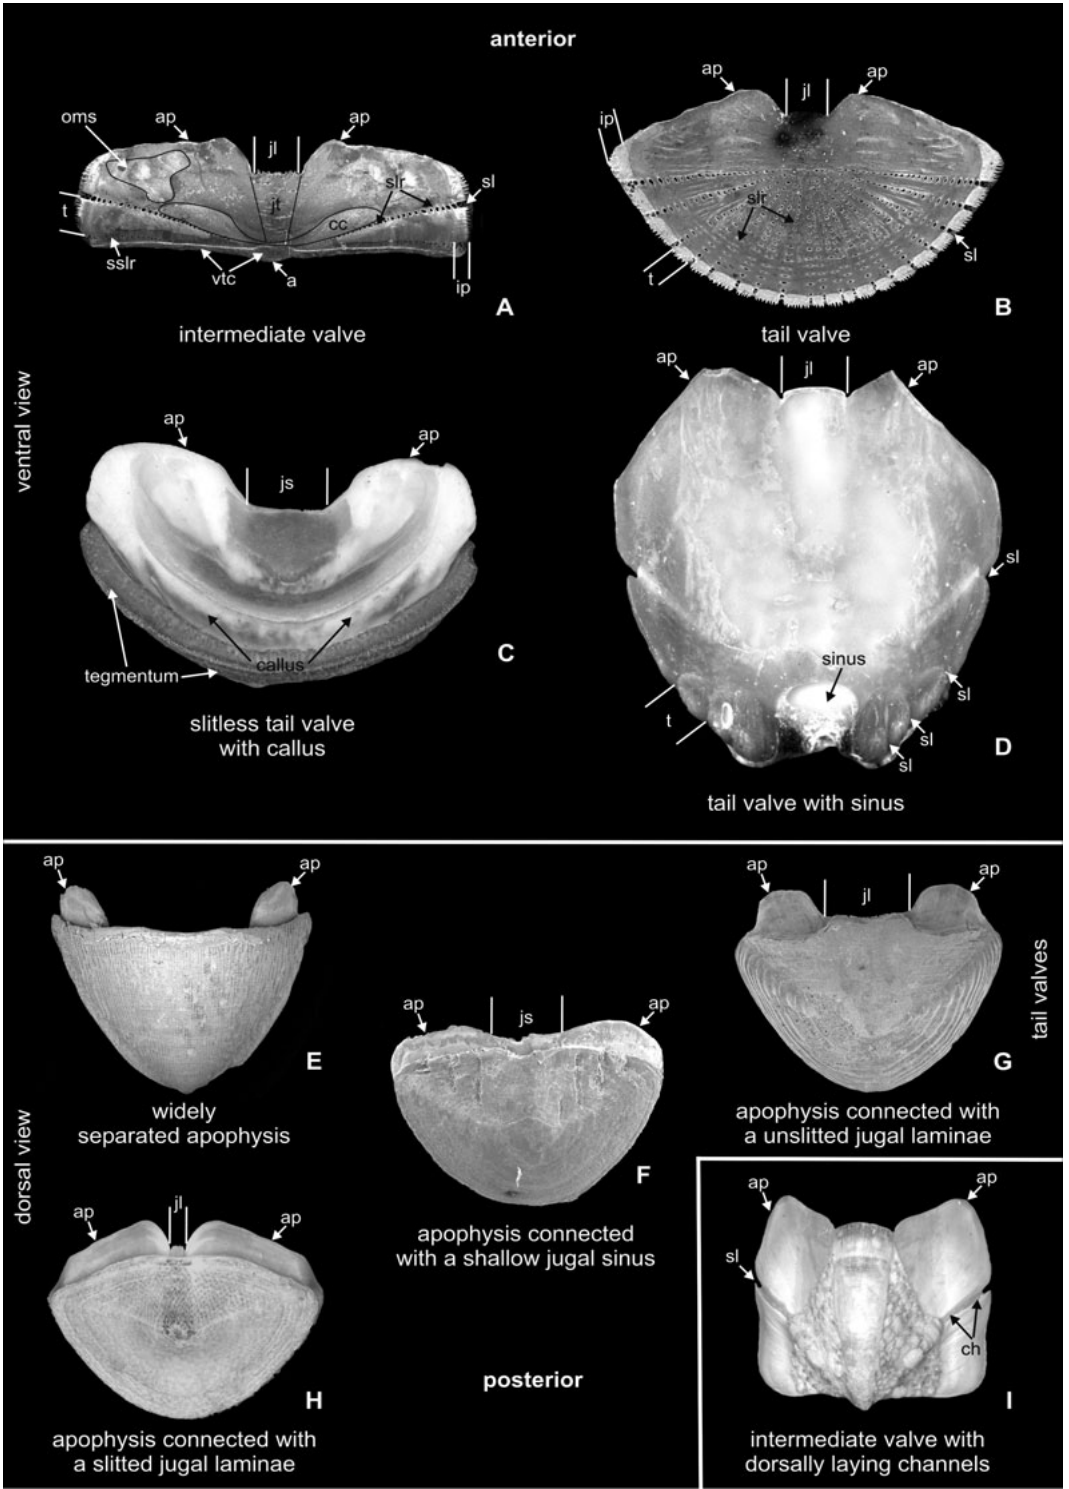 anterior
oms
ap
jl
ap
slr
sl
t
jt
cc
sslr
vtc
a
ip
A
intermediate valve
ap
jl
ap
ip
slr
sl
t
B
tail valve
ventral view
ap
ap
js
callus
tegmentum
C
slitless tail valve
with callus
ap
jl
ap
sl
sinus
sl
t
sl
sl
D
tail valve with sinus
ap
ap
E
widely
separated apophysis
ap
js
ap
F
apophysis connected
with a shallow jugal sinus
ap
jl
ap
G
apophysis connected with
a unslitted jugal laminae
tail valves
dorsal view
ap
jl
ap
H
apophysis connected with
a slitted jugal laminae
posterior
ap
ap
sl
ch
I
intermediate valve with
dorsally laying channels